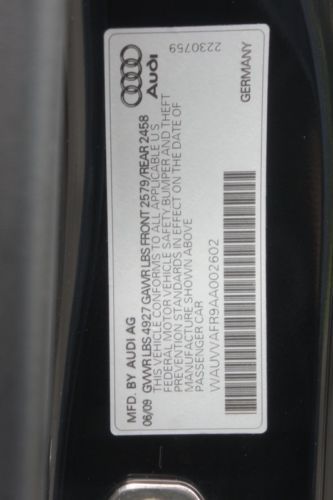 MFD. BY AUDI AG
06/09 GVWR LBS 4927 GAWR LBS FRONT 2579/REAR 2458
THIS VEHICLE CONFORMS TO ALL APPLICABLE U S
FEDERAL MOTOR VEHICLE SAFETY, BUMPER AND THEFT
PREVENTION STANDARDS IN EFFECT ON THE DATE OF
MANUFACTURE SHOWN ABOVE
PASSENGER CAR
WAUVVAFR9AA002602
Audi
2230759
GERMANY